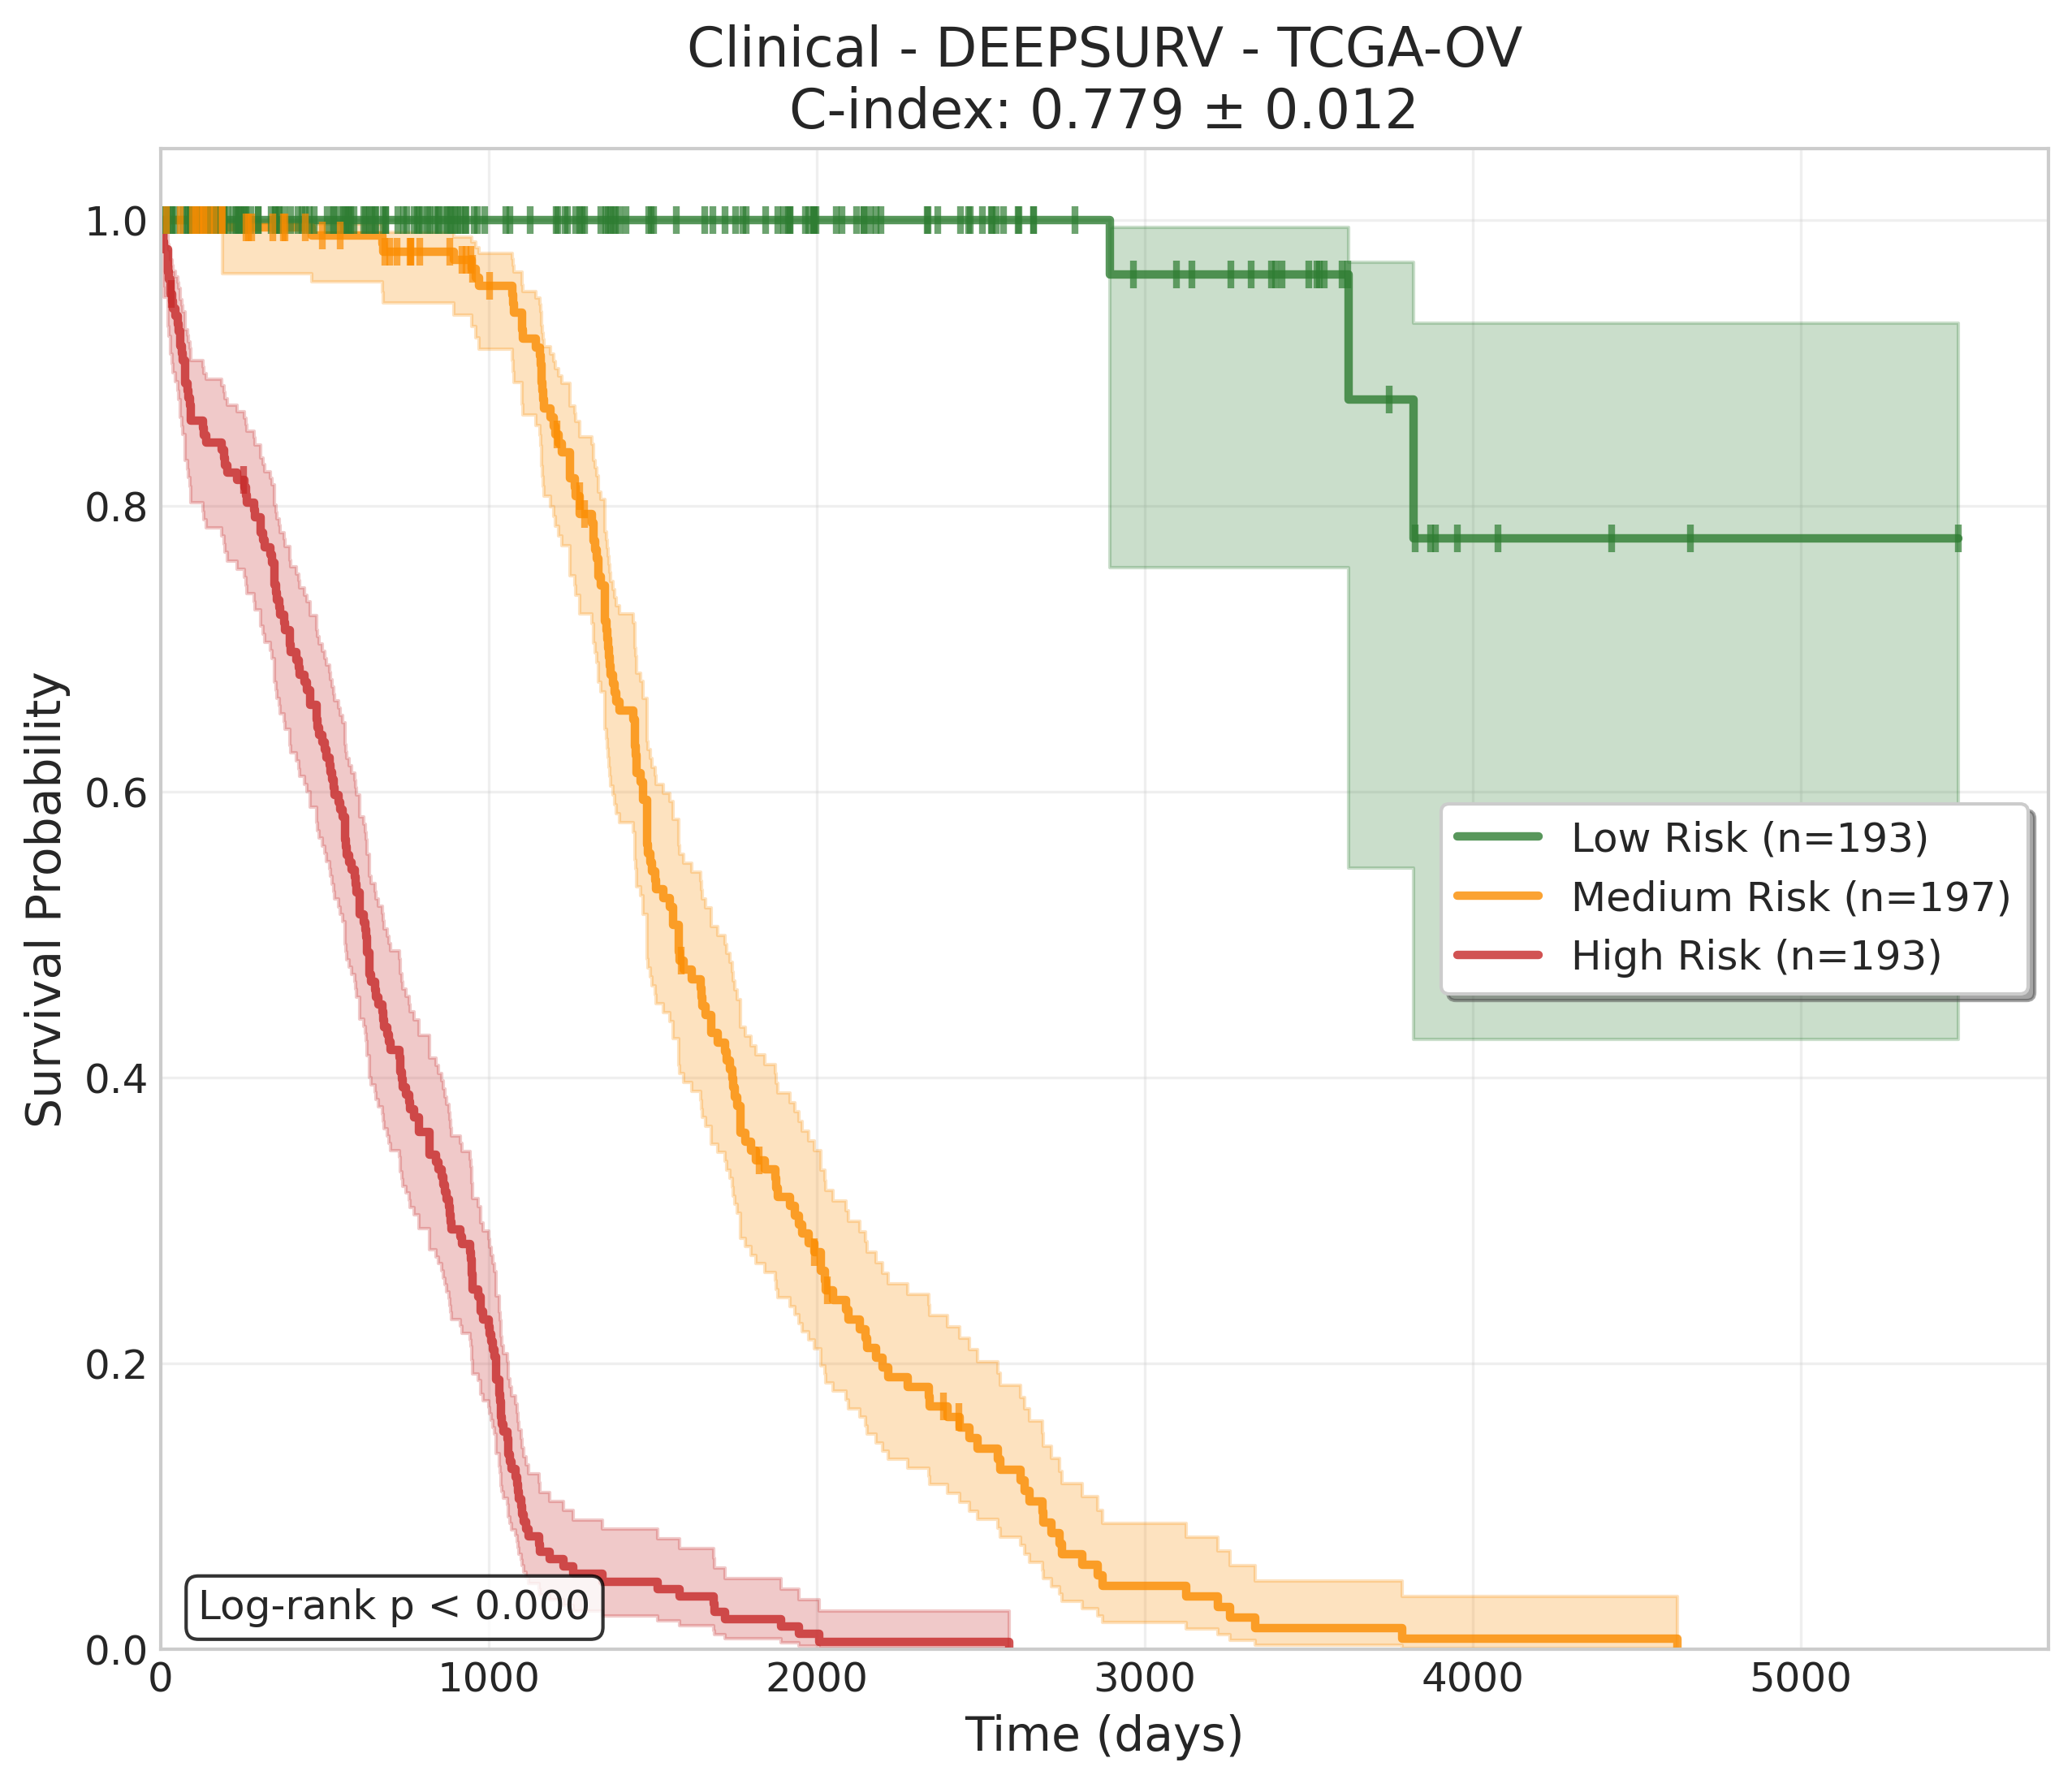 Clinical - DEEPSURV - TCGA-OV
C-index: 0.779 ± 0.012
Survival Probability
1.0
0.8
0.6
0.4
0.2
0.0
Low Risk (n=193)
Medium Risk (n=197)
High Risk (n=193)
Log-rank p < 0.000
0 1000 2000 3000 4000 5000
Time (days)